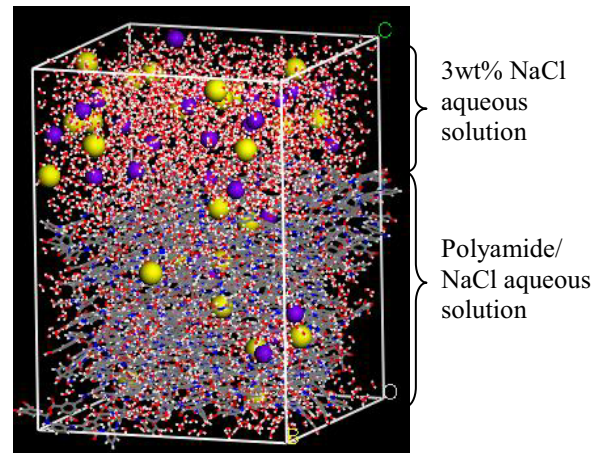 C
3wt% NaCl
aqueous
solution
Polyamide/
NaCl aqueous
solution
O
B